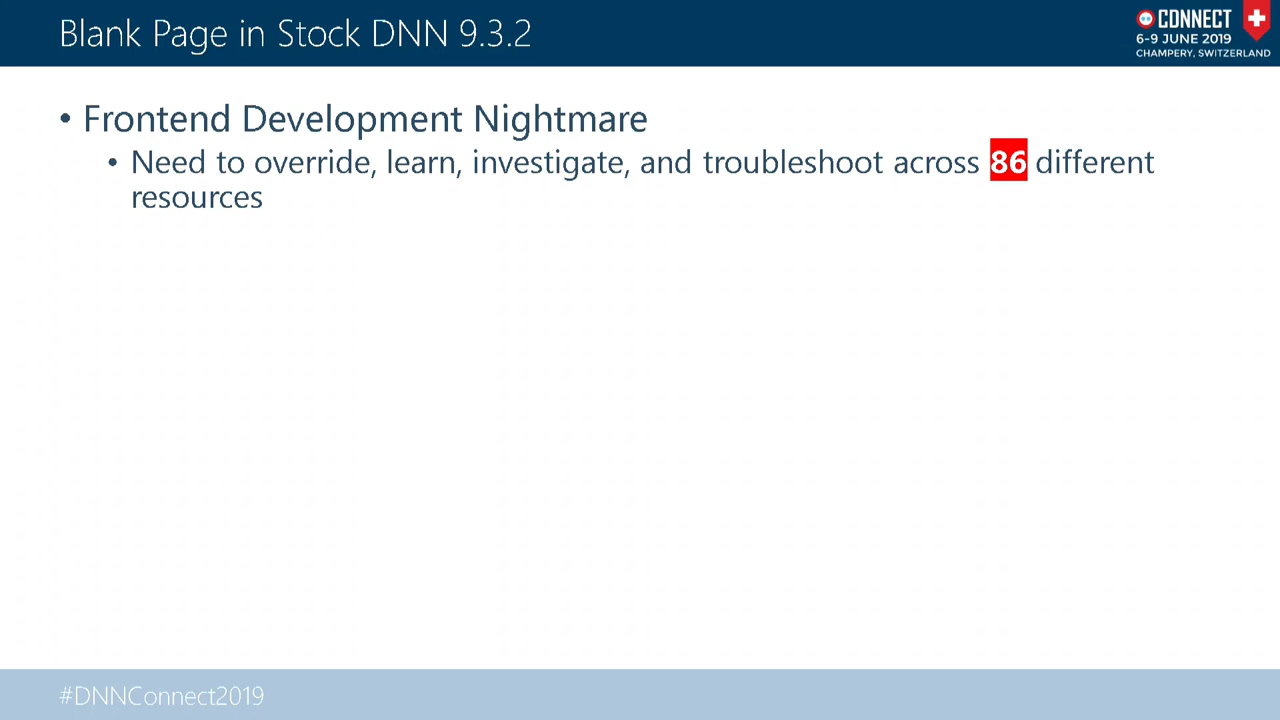 Blank Page in Stock DNN 9.3.2
CONNECT
6-9 JUNE 2019
CHAMPERY, SWITZERLAND
• Frontend Development Nightmare
• Need to override, learn, investigate, and troubleshoot across 86 different
resources
#DNNConnect2019